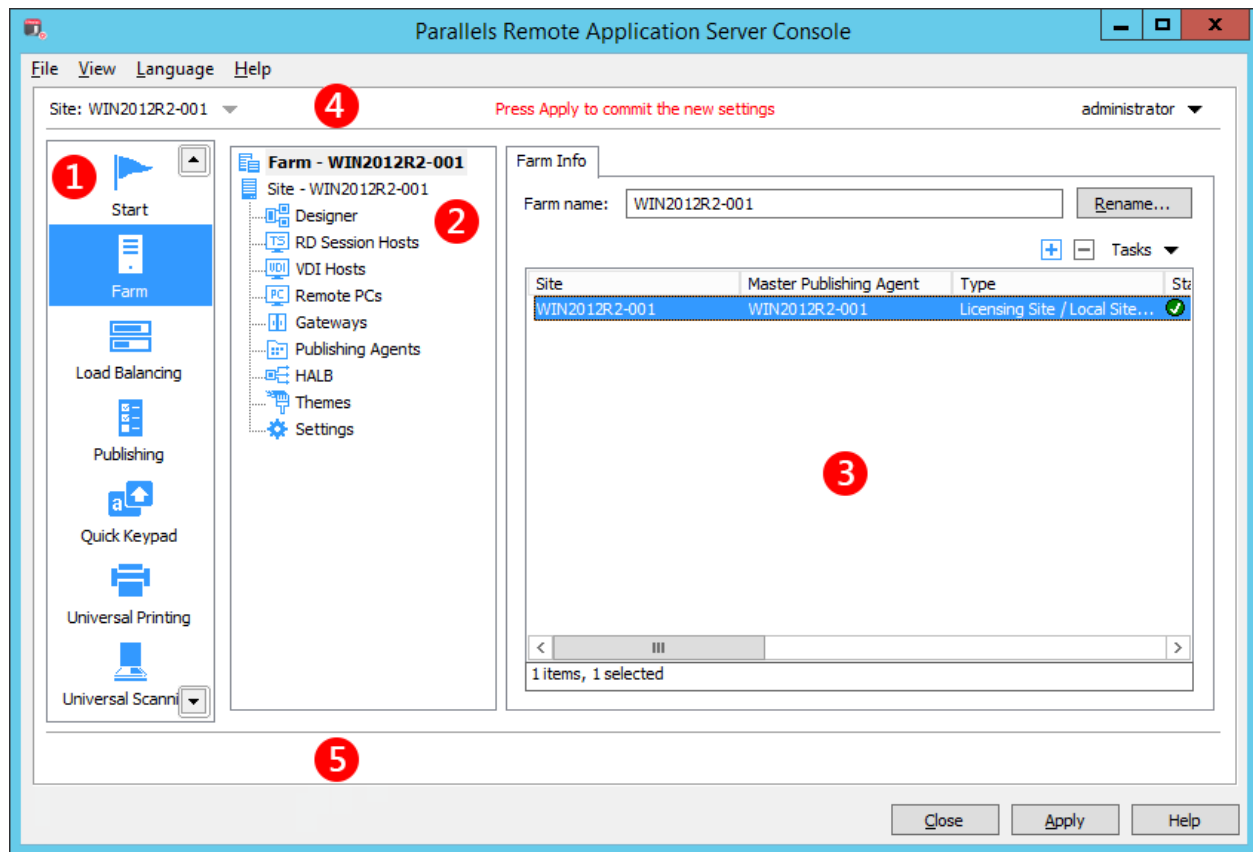 Parallels Remote Application Server Console
File View Language Help
Site: WIN2012R2-001 4 Press Apply to commit the new settings administrator
1
Start
Farm
Load Balancing
Publishing
Quick Keypad
Universal Printing
Universal Scanni
Farm - WIN2012R2-001
Site - WIN2012R2-001
2
Designer
TS RD Session Hosts
VDI VDI Hosts
PC Remote PCs
Gateways
Publishing Agents
HALB
Themes
Settings
Farm Info
Farm name: WIN2012R2-001 Rename...
Tasks
Site Master Publishing Agent Type Sta
WIN2012R2-001 WIN2012R2-001 Licensing Site / Local Site...
3
1 items, 1 selected
5
Close Apply Help